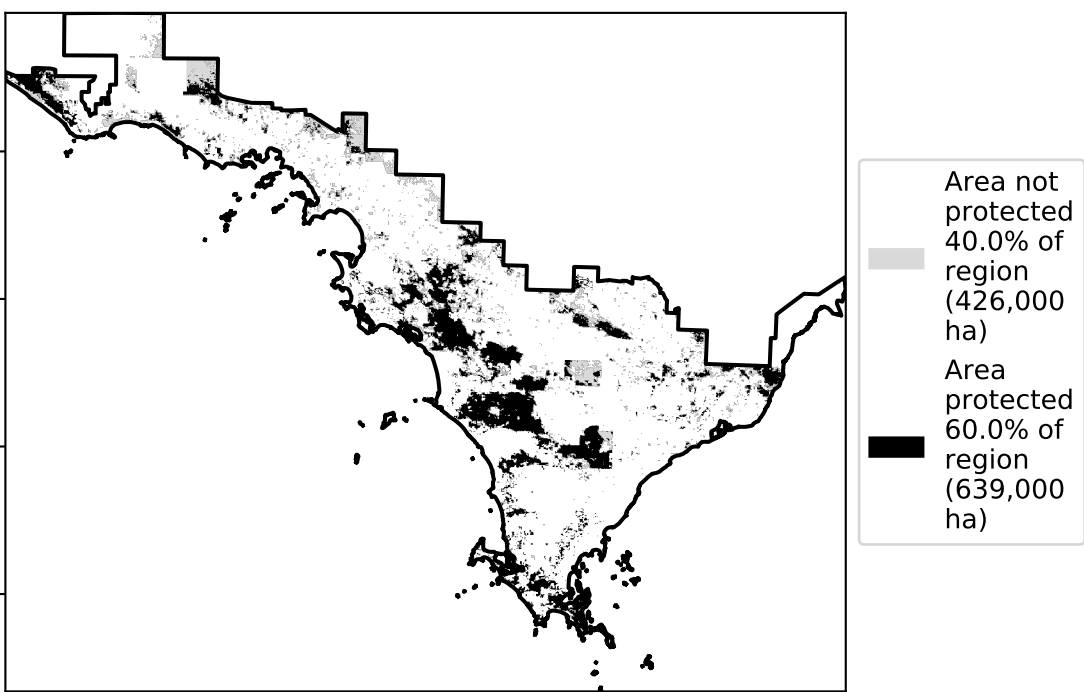 Area not
protected
40.0% of
region
(426,000
ha)
Area
protected
60.0% of
region
(639,000
ha)